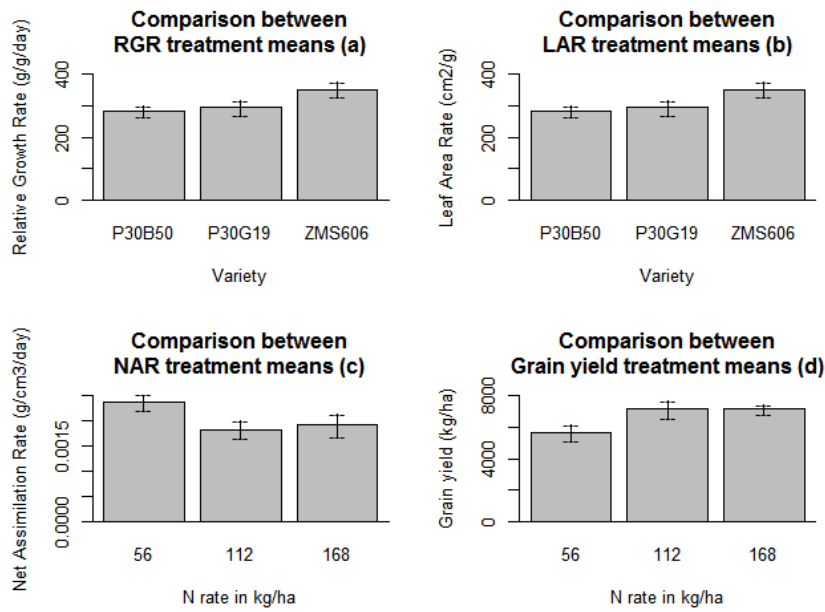 Comparison between
RGR treatment means (a)
Relative Growth Rate (g/g/day)
400
200
0
P30B50 P30G19 ZMS606
Variety
Comparison between
LAR treatment means (b)
Leaf Area Rate (cm2/g)
400
200
0
P30B50 P30G19 ZMS606
Variety
Comparison between
NAR treatment means (c)
Net Assimilation Rate (g/cm3/day)
0.0015
0.0000
56 112 168
N rate in kg/ha
Comparison between
Grain yield treatment means (d)
Grain yield (kg/ha)
8000
4000
0
56 112 168
N rate in kg/ha